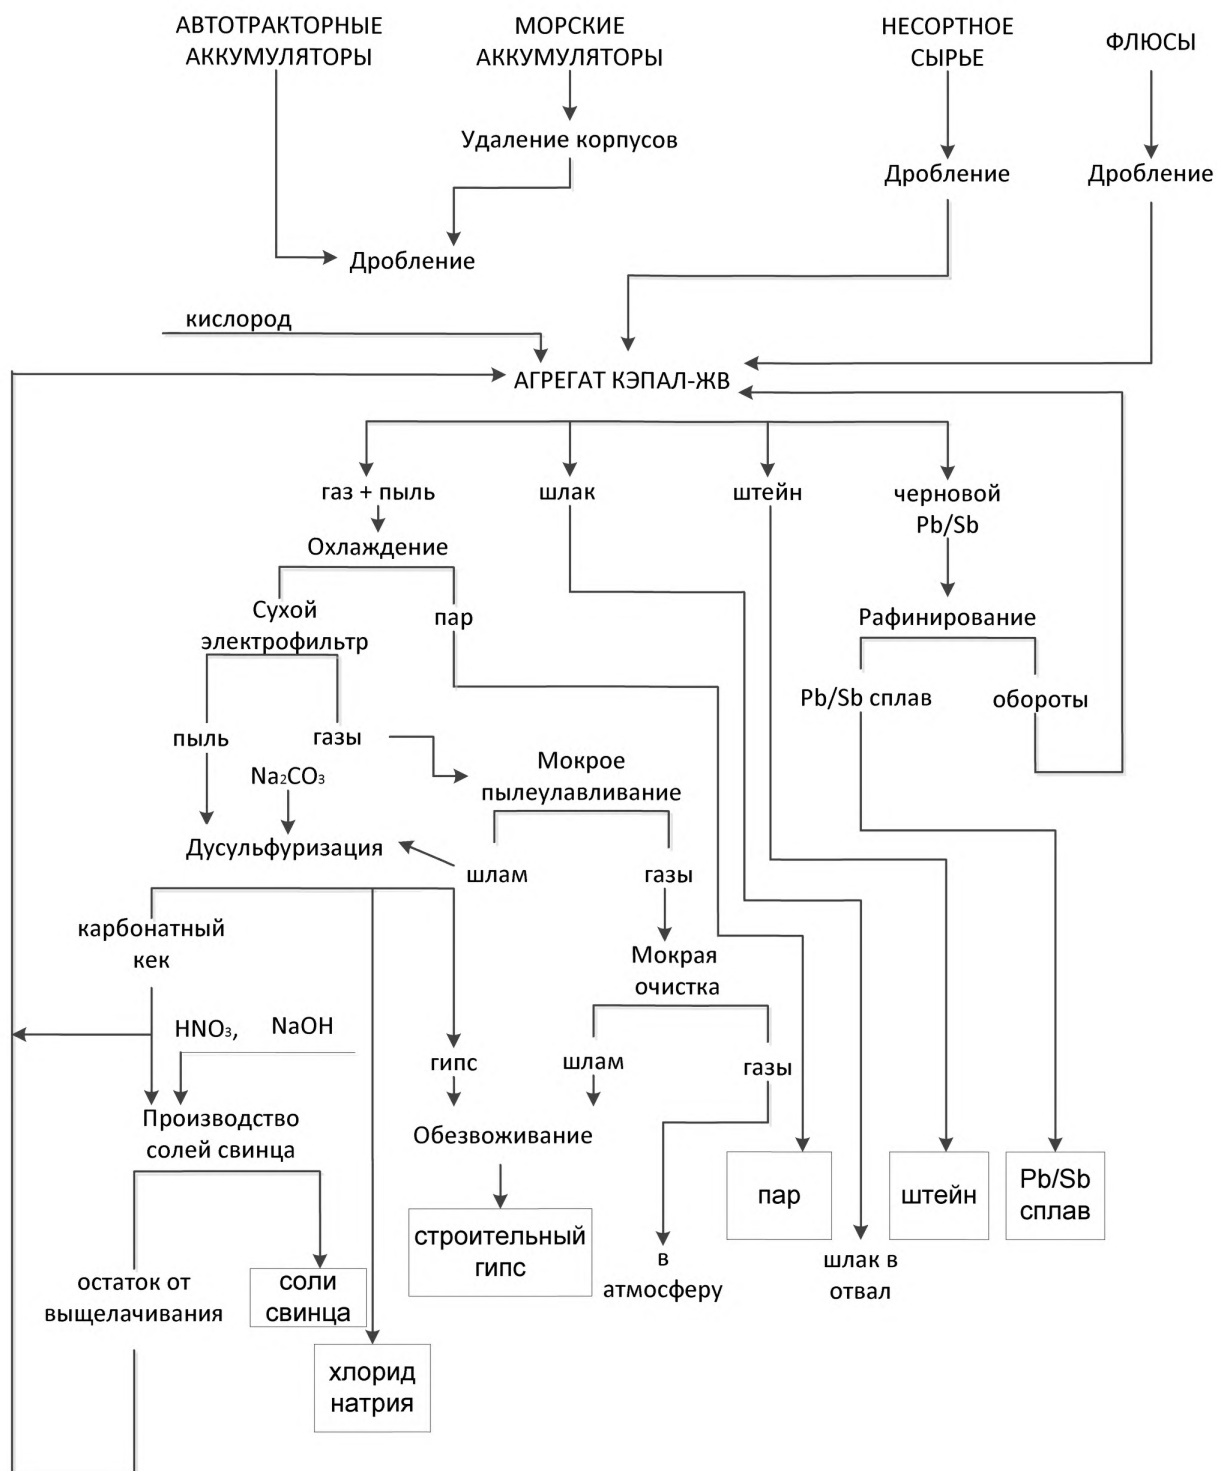 АВТОТРАКТОРНЫЕ
АККУМУЛЯТОРЫ
МОРСКИЕ
АККУМУЛЯТОРЫ
НЕСОРТНОЕ
СЫРЬЕ
ФЛЮСЫ
Удаление корпусов
Дробление
Дробление
Дробление
кислород
АГРЕГАТ КЭПАЛ-ЖВ
газ + пыль
шлак
штейн
черновой
Pb/Sb
Охлаждение
Сухой
электрофильтр
пар
Рафинирование
Pb/Sb сплав
обороты
пыль
газы
Na₂CO₃
Мокрое
пылеулавливание
Дусульфуризация
шлам
газы
карбонатный
кек
Мокрая
очистка
HNO₃,
NaOH
гипс
шлам
газы
Производство
солей свинца
Обезвоживание
пар
штейн
Pb/Sb
сплав
строительный
гипс
в
атмосферу
шлак в
отвал
остаток от
выщелачивания
соли
свинца
хлорид
натрия